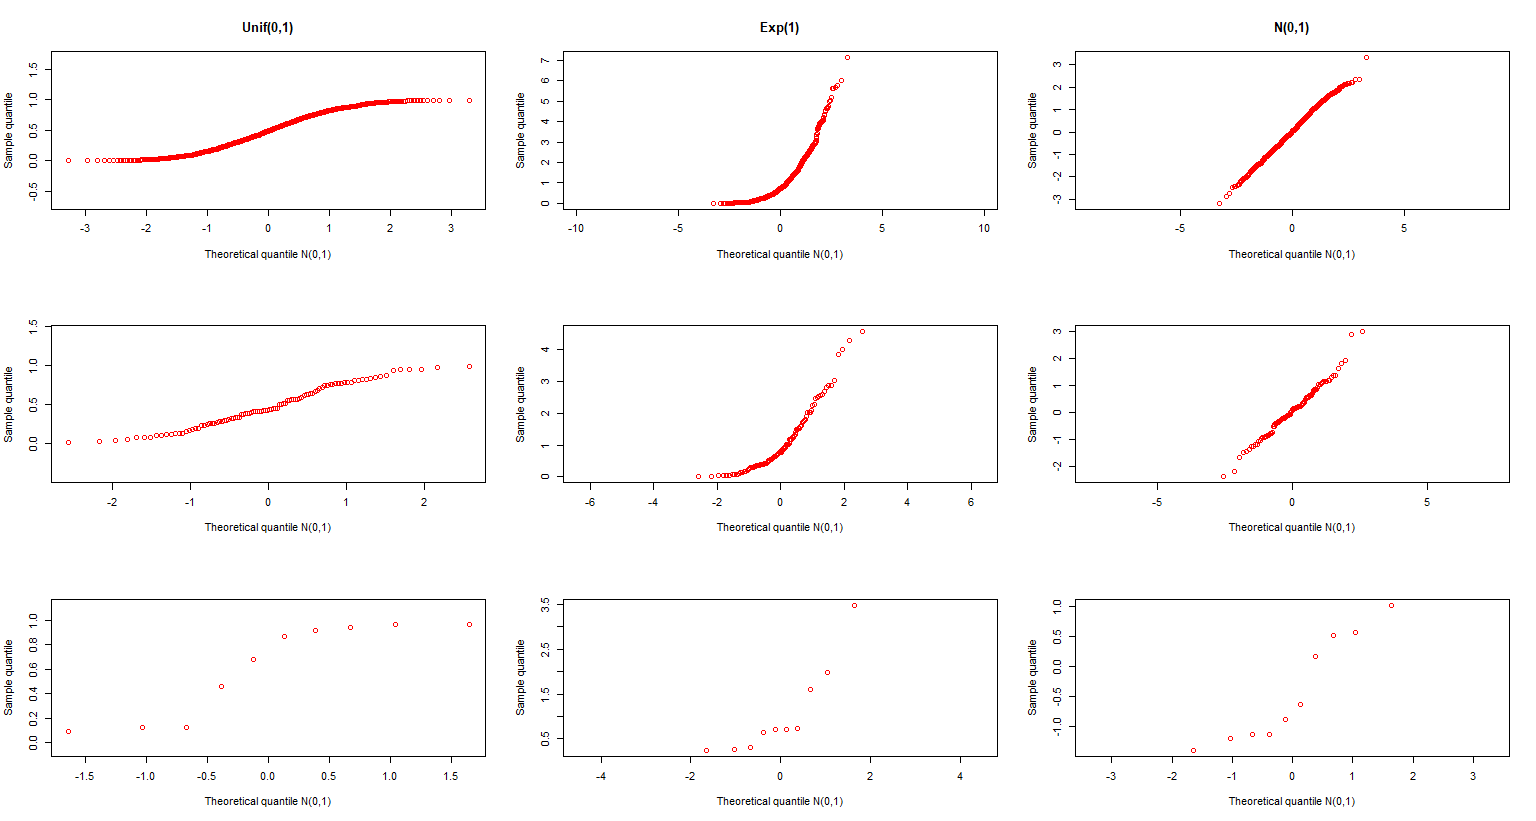 Unif(0,1) Exp(1) N(0,1)
Sample quantile
-0.5 0.0 0.5 1.0 1.5
-3 -2 -1 0 1 2 3
Theoretical quantile N(0,1)
Sample quantile
0 1 2 3 4 5 6 7
-10 -5 0 5 10
Theoretical quantile N(0,1)
Sample quantile
-3 -2 -1 0 1 2 3
-5 0 5
Theoretical quantile N(0,1)
Sample quantile
0.0 0.5 1.0 1.5
-2 -1 0 1 2
Theoretical quantile N(0,1)
Sample quantile
0 1 2 3 4
-6 -4 -2 0 2 4 6
Theoretical quantile N(0,1)
Sample quantile
-2 -1 0 1 2 3
-5 0 5
Theoretical quantile N(0,1)
Sample quantile
0.0 0.2 0.4 0.6 0.8 1.0
-1.5 -1.0 -0.5 0.0 0.5 1.0 1.5
Theoretical quantile N(0,1)
Sample quantile
0.5 1.5 2.5 3.5
-4 -2 0 2 4
Theoretical quantile N(0,1)
Sample quantile
-1.0 -0.5 0.0 0.5 1.0
-3 -2 -1 0 1 2 3
Theoretical quantile N(0,1)